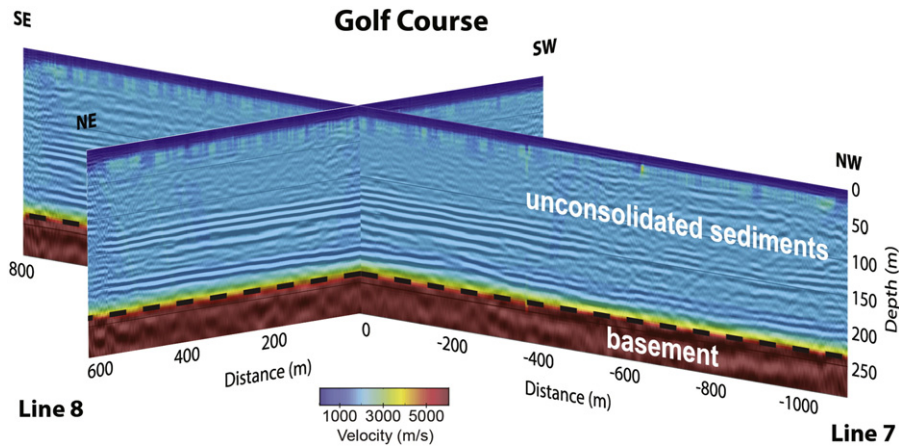 Golf Course
SE
SW
NE
NW
unconsolidated sediments
basement
0
50
100
150
200
250
Depth (m)
800
600
400
200
0
-200
-400
-600
-800
-1000
Distance (m)
Distance (m)
Line 8
Line 7
1000 3000 5000
Velocity (m/s)